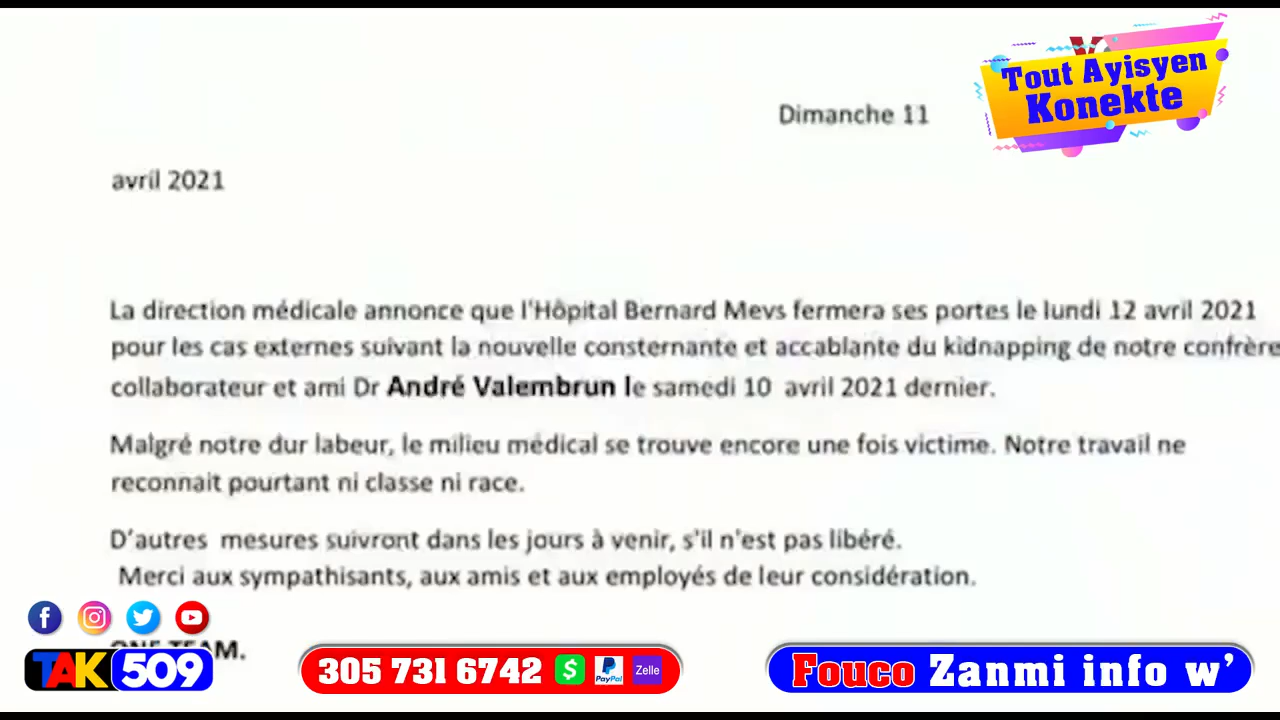 Tout Ayisyen
Konekte
Dimanche 11
avril 2021
La direction médicale annonce que l'Hôpital Bernard Mevs fermera ses portes le lundi 12 avril 2021
pour les cas externes suivant la nouvelle consternante et accablante du kidnapping de notre confrère
collaborateur et ami Dr André Valembrun le samedi 10 avril 2021 dernier.
Malgré notre dur labeur, le milieu médical se trouve encore une fois victime. Notre travail ne
reconnait pourtant ni classe ni race.
D'autres mesures suivront dans les jours à venir, s'il n'est pas libéré.
Merci aux sympathisants, aux amis et aux employés de leur considération.
ONE TEAM.
TAK 509
305 731 6742 $ PayPal Zelle
Fouco Zanmi info w'